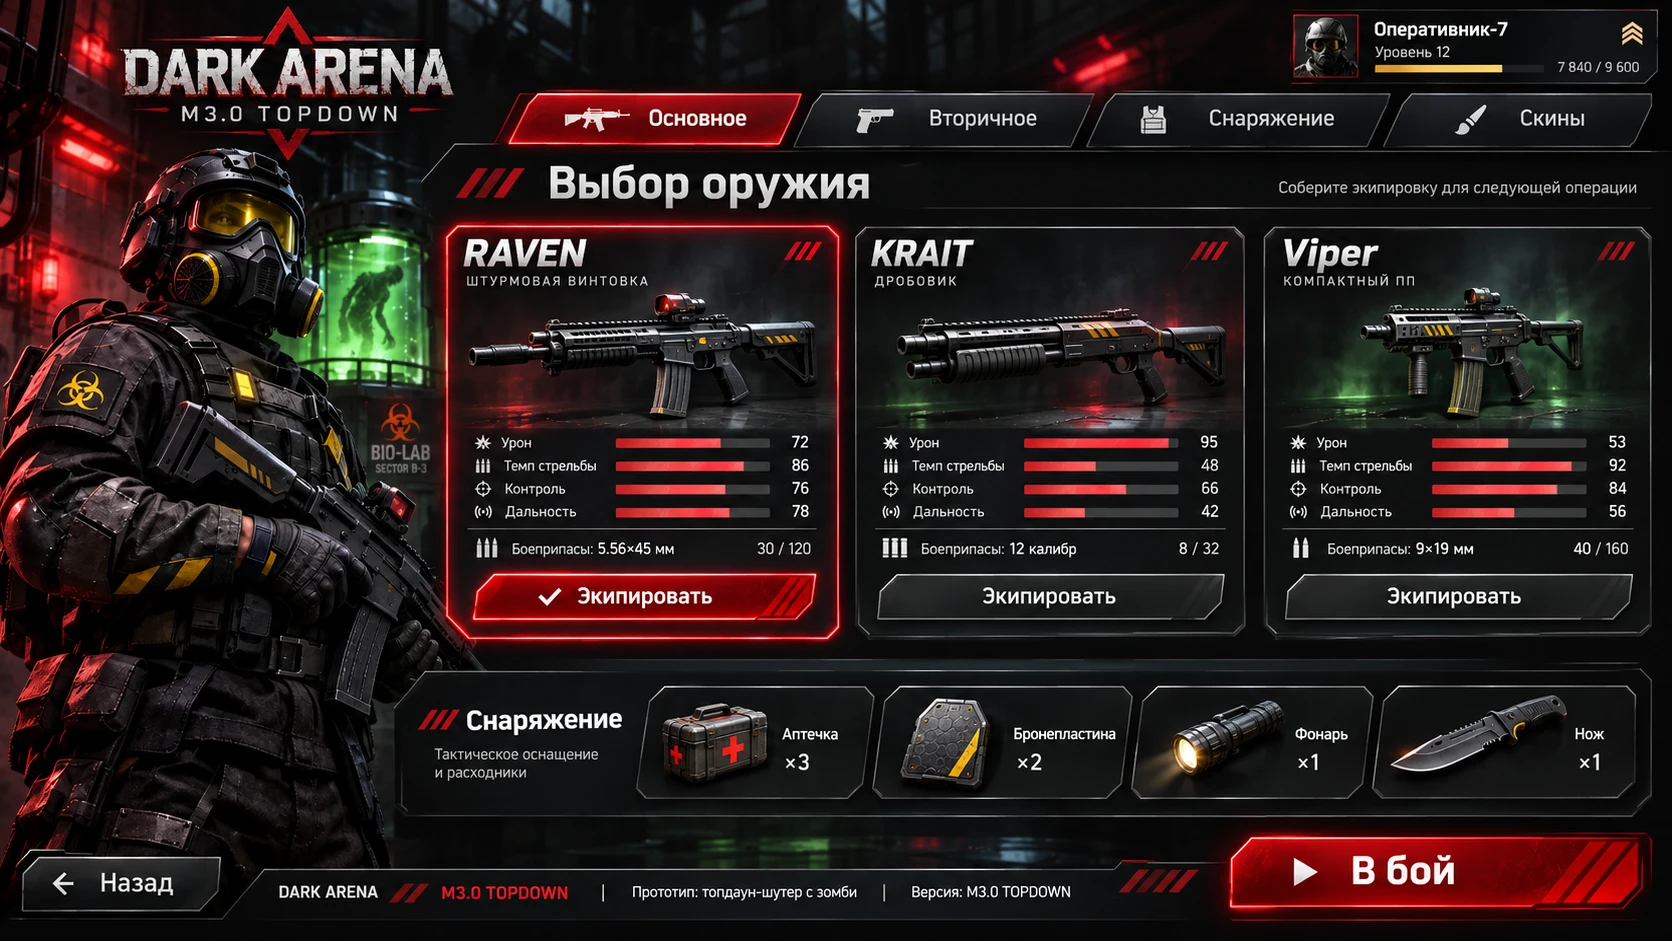 DARK ARENA
M3.0 TOPDOWN
Оперативник-7
Уровень 12
7 840 / 9 600
Основное
Вторичное
Снаряжение
Скины
Выбор оружия
Соберите экипировку для следующей операции
RAVEN
ШТУРМОВАЯ ВИНТОВКА
Урон 72
Темп стрельбы 86
Контроль 76
Дальность 78
Боеприпасы: 5.56×45 мм 30 / 120
Экипировать
KRAIT
ДРОБОВИК
Урон 95
Темп стрельбы 48
Контроль 66
Дальность 42
Боеприпасы: 12 калибр 8 / 32
Экипировать
Viper
КОМПАКТНЫЙ ПП
Урон 53
Темп стрельбы 92
Контроль 84
Дальность 56
Боеприпасы: 9×19 мм 40 / 160
Экипировать
BIO-LAB
SECTOR B-3
Снаряжение
Тактическое оснащение
и расходники
Аптечка
×3
Бронепластина
×2
Фонарь
×1
Нож
×1
Назад
DARK ARENA // M3.0 TOPDOWN | Прототип: топдаун-шутер с зомби | Версия: M3.0 TOPDOWN
В бой